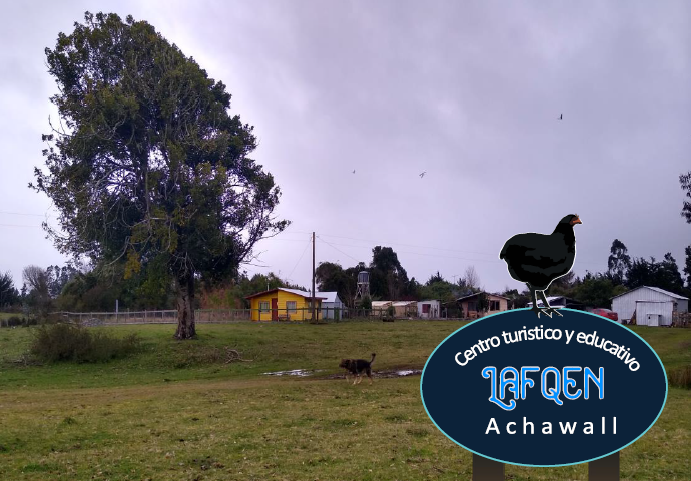 Centro turistico y educativo
LAFQEN
Achawall